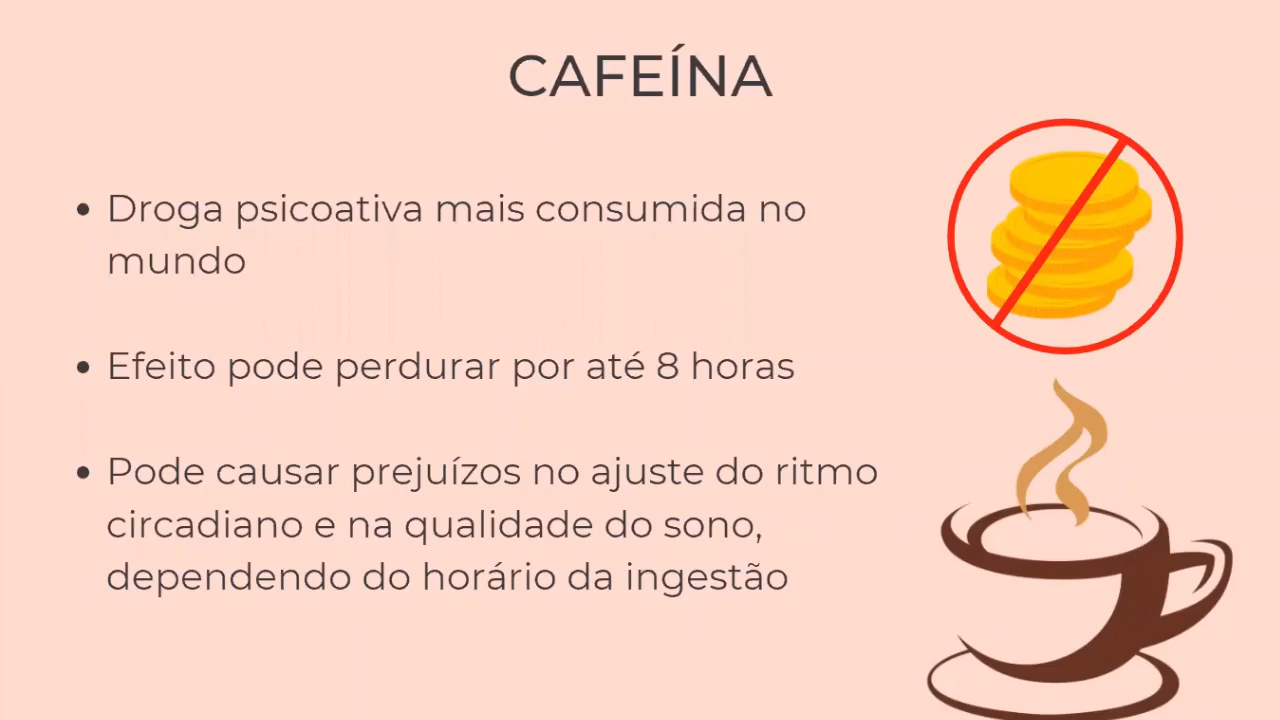 CAFEÍNA
• Droga psicoativa mais consumida no
mundo
• Efeito pode perdurar por até 8 horas
• Pode causar prejuízos no ajuste do ritmo
circadiano e na qualidade do sono,
dependendo do horário da ingestão